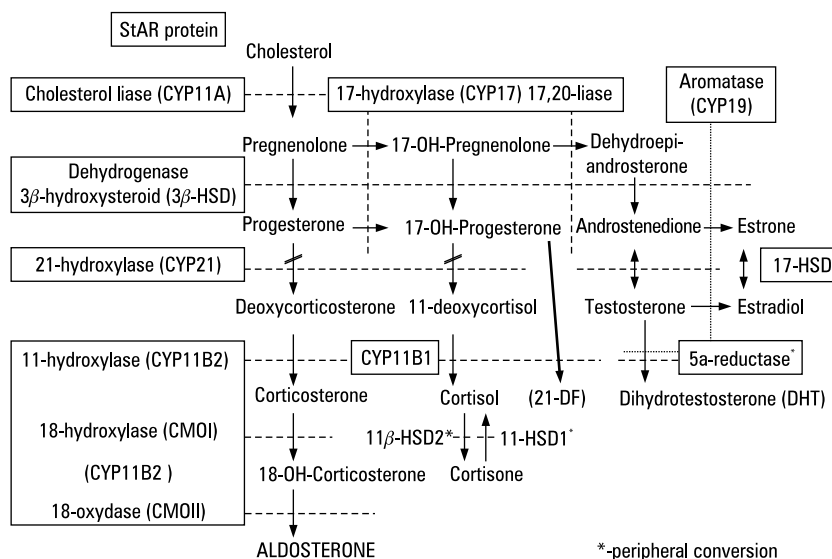 StAR protein
Cholesterol
Cholesterol liase (CYP11A)
17-hydroxylase (CYP17) 17,20-liase
Aromatase
(CYP19)
Pregnenolone
17-OH-Pregnenolone
Dehydroepi-
androsterone
Dehydrogenase
3β-hydroxysteroid (3β-HSD)
Progesterone
17-OH-Progesterone
Androstenedione
Estrone
21-hydroxylase (CYP21)
17-HSD
Deoxycorticosterone
11-deoxycortisol
Testosterone
Estradiol
11-hydroxylase (CYP11B2)
CYP11B1
5a-reductase*
Corticosterone
Cortisol
(21-DF)
Dihydrotestosterone (DHT)
18-hydroxylase (CMOI)
11β-HSD2*
11-HSD1*
(CYP11B2 )
18-OH-Corticosterone
Cortisone
18-oxydase (CMOII)
ALDOSTERONE
*-peripheral conversion